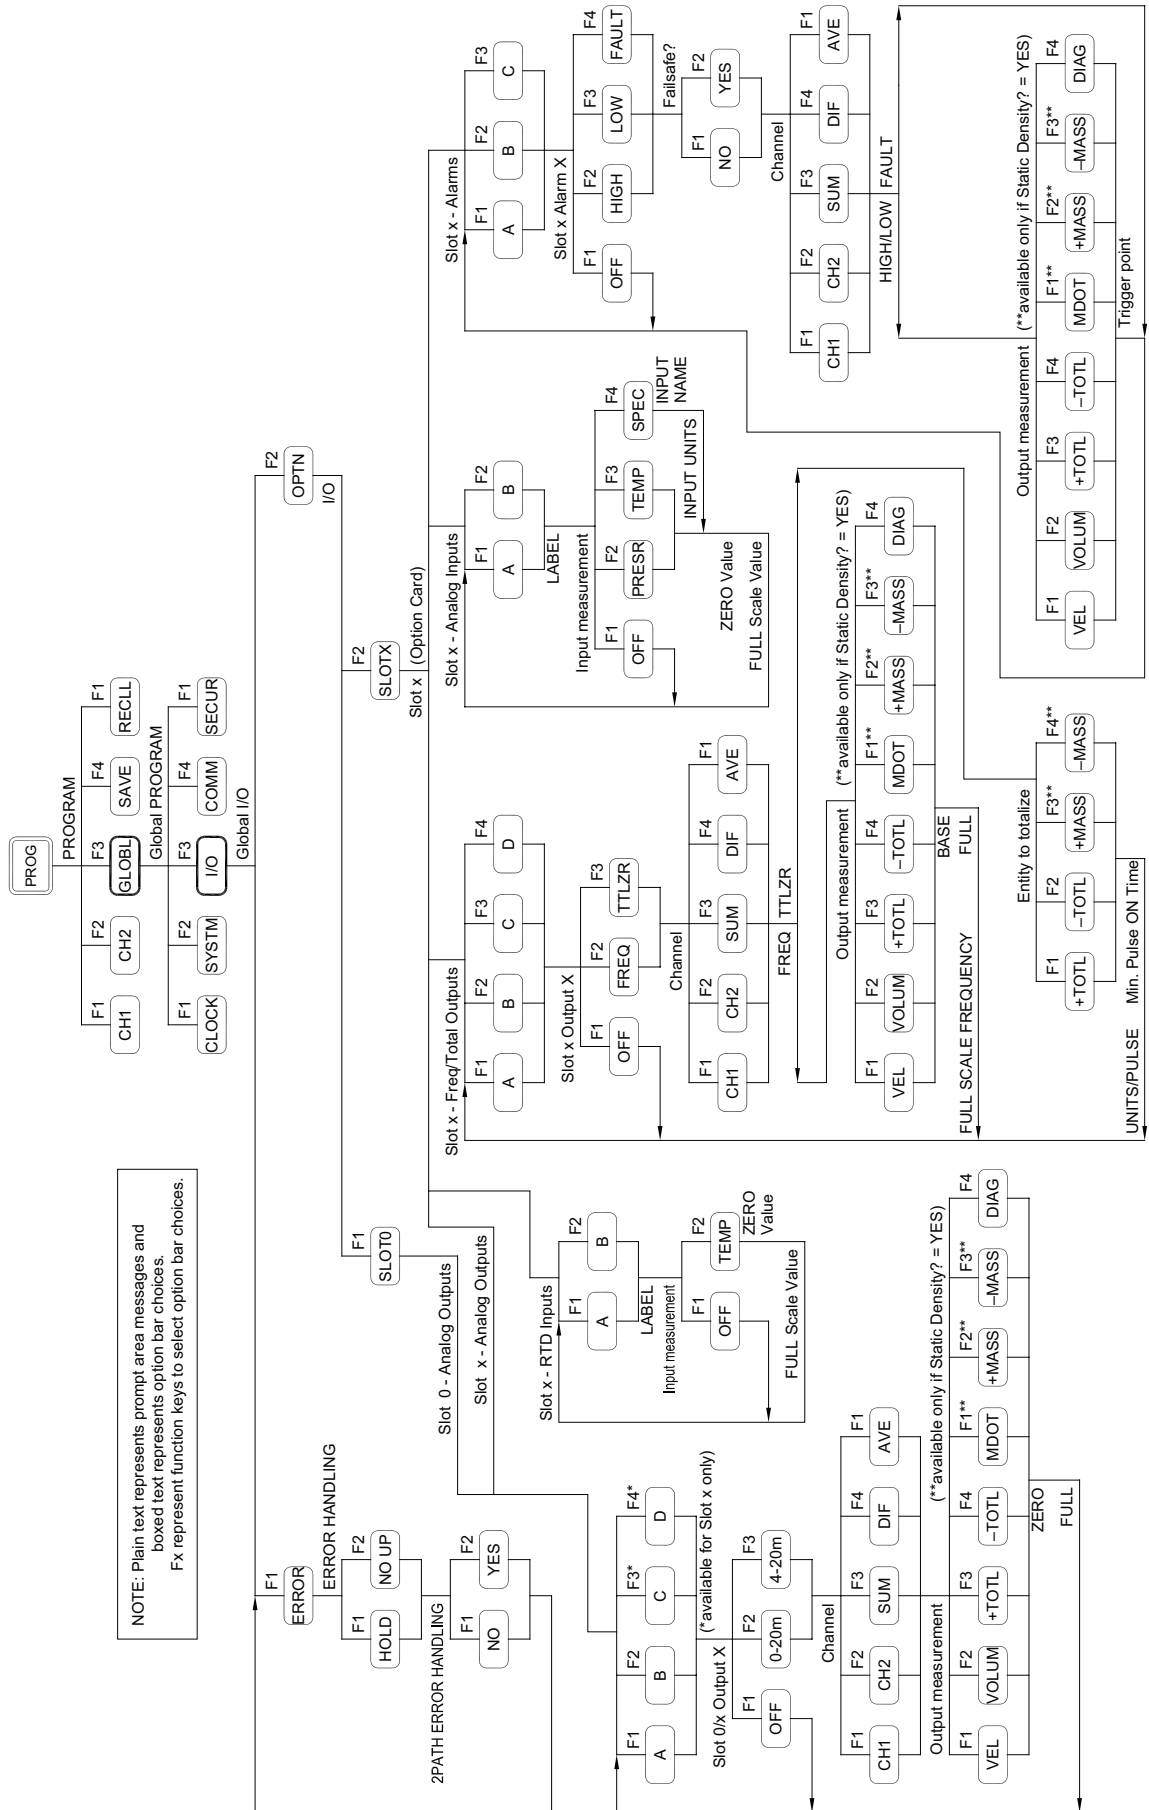 PROG
PROGRAM
F1 F2 F3 F4 F1
CH1 CH2 GLOBL SAVE RECLL
Global PROGRAM
F1 F2 F3 F4 F1
CLOCK SYSTM I/O COMM SECUR
Global I/O
NOTE: Plain text represents prompt area messages and
boxed text represents option bar choices.
Fx represent function keys to select option bar choices.
F1
ERROR
ERROR HANDLING
F1 F2
HOLD NO UP
2PATH ERROR HANDLING
F1 F2
NO YES
F2
OPTN
I/O
F1
SLOT0
F2
SLOTX
Slot 0 - Analog Outputs
Slot x - Analog Outputs
Slot x (Option Card)
F1 F2 F3* F4*
A B C D
(*available for Slot x only)
Slot 0/x Output X
F1 F2 F3
OFF 0-20m 4-20m
Channel
F1 F2 F3 F4 F1
CH1 CH2 SUM DIF AVE
Output measurement
(**available only if Static Density? = YES)
F1 F2 F3 F4 F1** F2** F3** F4
VEL VOLUM +TOTL –TOTL MDOT +MASS –MASS DIAG
ZERO
FULL
Slot x - RTD Inputs
F1 F2
A B
LABEL
Input measurement
F1 F2
OFF TEMP
ZERO
Value
FULL Scale Value
Slot x - Freq/Total Outputs
F1 F2 F3 F4
A B C D
Slot x Output X
F1 F2 F3
OFF FREQ TTLZR
Channel
F1 F2 F3 F4 F1
CH1 CH2 SUM DIF AVE
FREQ TTLZR
Output measurement
(**available only if Static Density? = YES)
F1 F2 F3 F4 F1** F2** F3** F4
VEL VOLUM +TOTL –TOTL MDOT +MASS –MASS DIAG
BASE
FULL
FULL SCALE FREQUENCY
Entity to totalize
F1 F2 F3** F4**
+TOTL –TOTL +MASS –MASS
UNITS/PULSE Min. Pulse ON Time
Slot x - Analog Inputs
F1 F2
A B
LABEL
Input measurement
F1 F2 F3 F4
OFF PRESR TEMP SPEC
INPUT
NAME
INPUT UNITS
ZERO Value
FULL Scale Value
Slot x - Alarms
F1 F2 F3
A B C
Slot x Alarm X
F1 F2 F3 F4
OFF HIGH LOW FAULT
Failsafe?
F1 F2
NO YES
Channel
F1 F2 F3 F4 F1
CH1 CH2 SUM DIF AVE
HIGH/LOW FAULT
Output measurement
(**available only if Static Density? = YES)
F1 F2 F3 F4 F1** F2** F3** F4
VEL VOLUM +TOTL –TOTL MDOT +MASS –MASS DIAG
Trigger point